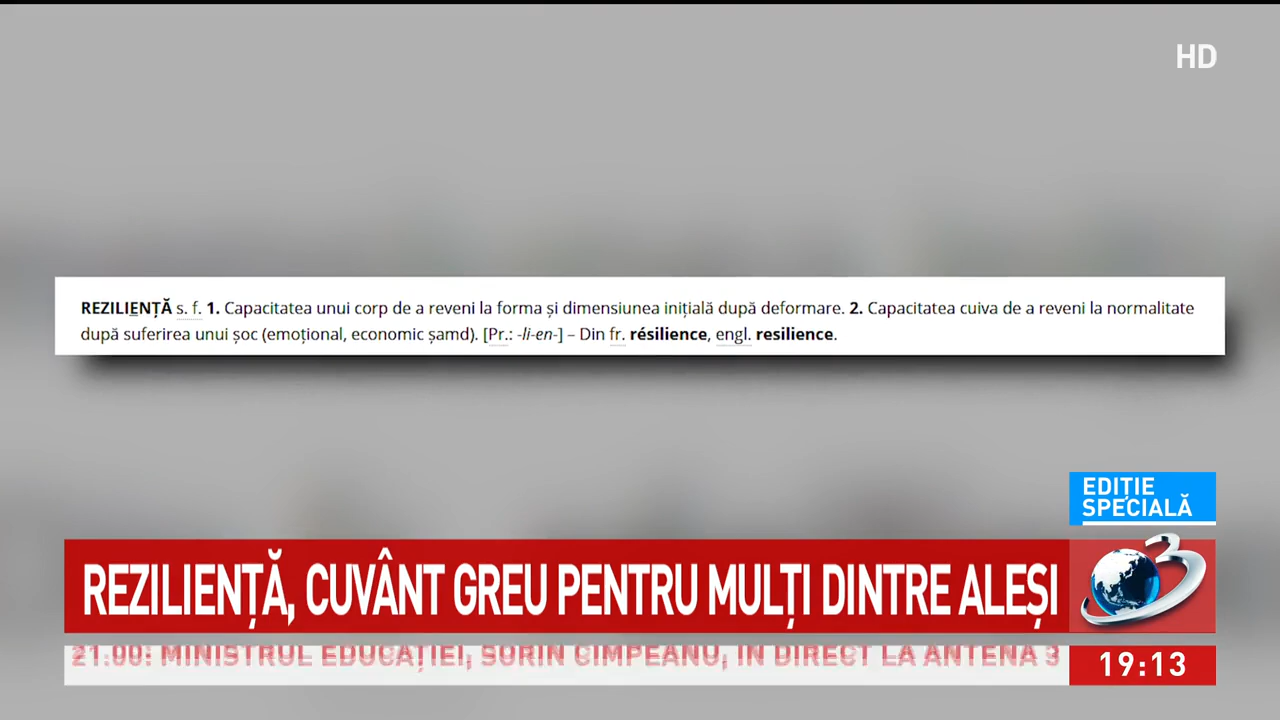 HD
REZILIENȚĂ s. f. 1. Capacitatea unui corp de a reveni la forma și dimensiunea inițială după deformare. 2. Capacitatea cuiva de a reveni la normalitate
după suferirea unui șoc (emoțional, economic șamd). [Pr.: -li-en-] – Din fr. résilience, engl. resilience.
EDIȚIE
SPECIALĂ
REZILIENȚĂ, CUVÂNT GREU PENTRU MULȚI DINTRE ALEȘI
3
21:00: MINISTRUL EDUCAȚIEI, SORIN CÎMPEANU, ÎN DIRECT LA ANTENA 3
19:13